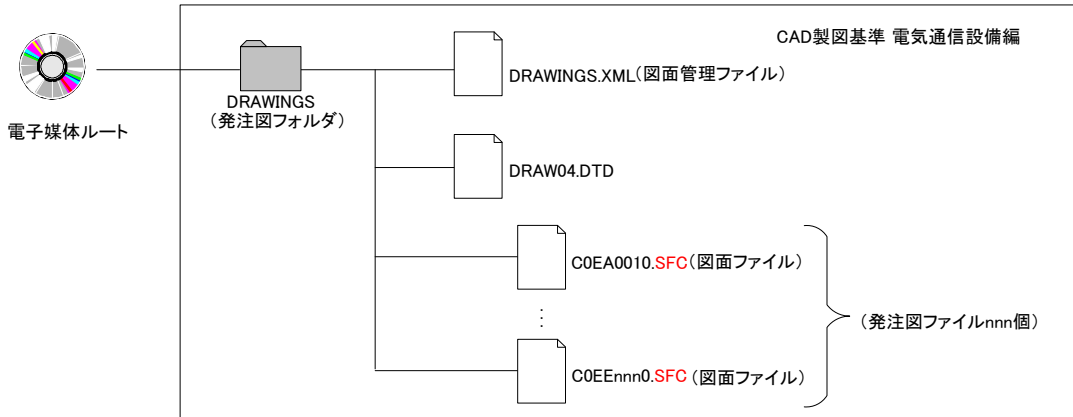 CAD製図基準 電気通信設備編
電子媒体ルート
DRAWINGS
(発注図フォルダ)
DRAWINGS.XML(図面管理ファイル)
DRAW04.DTD
C0EA0010.SFC(図面ファイル)
⋮
C0EEnnn0.SFC(図面ファイル)
(発注図ファイルnnn個)